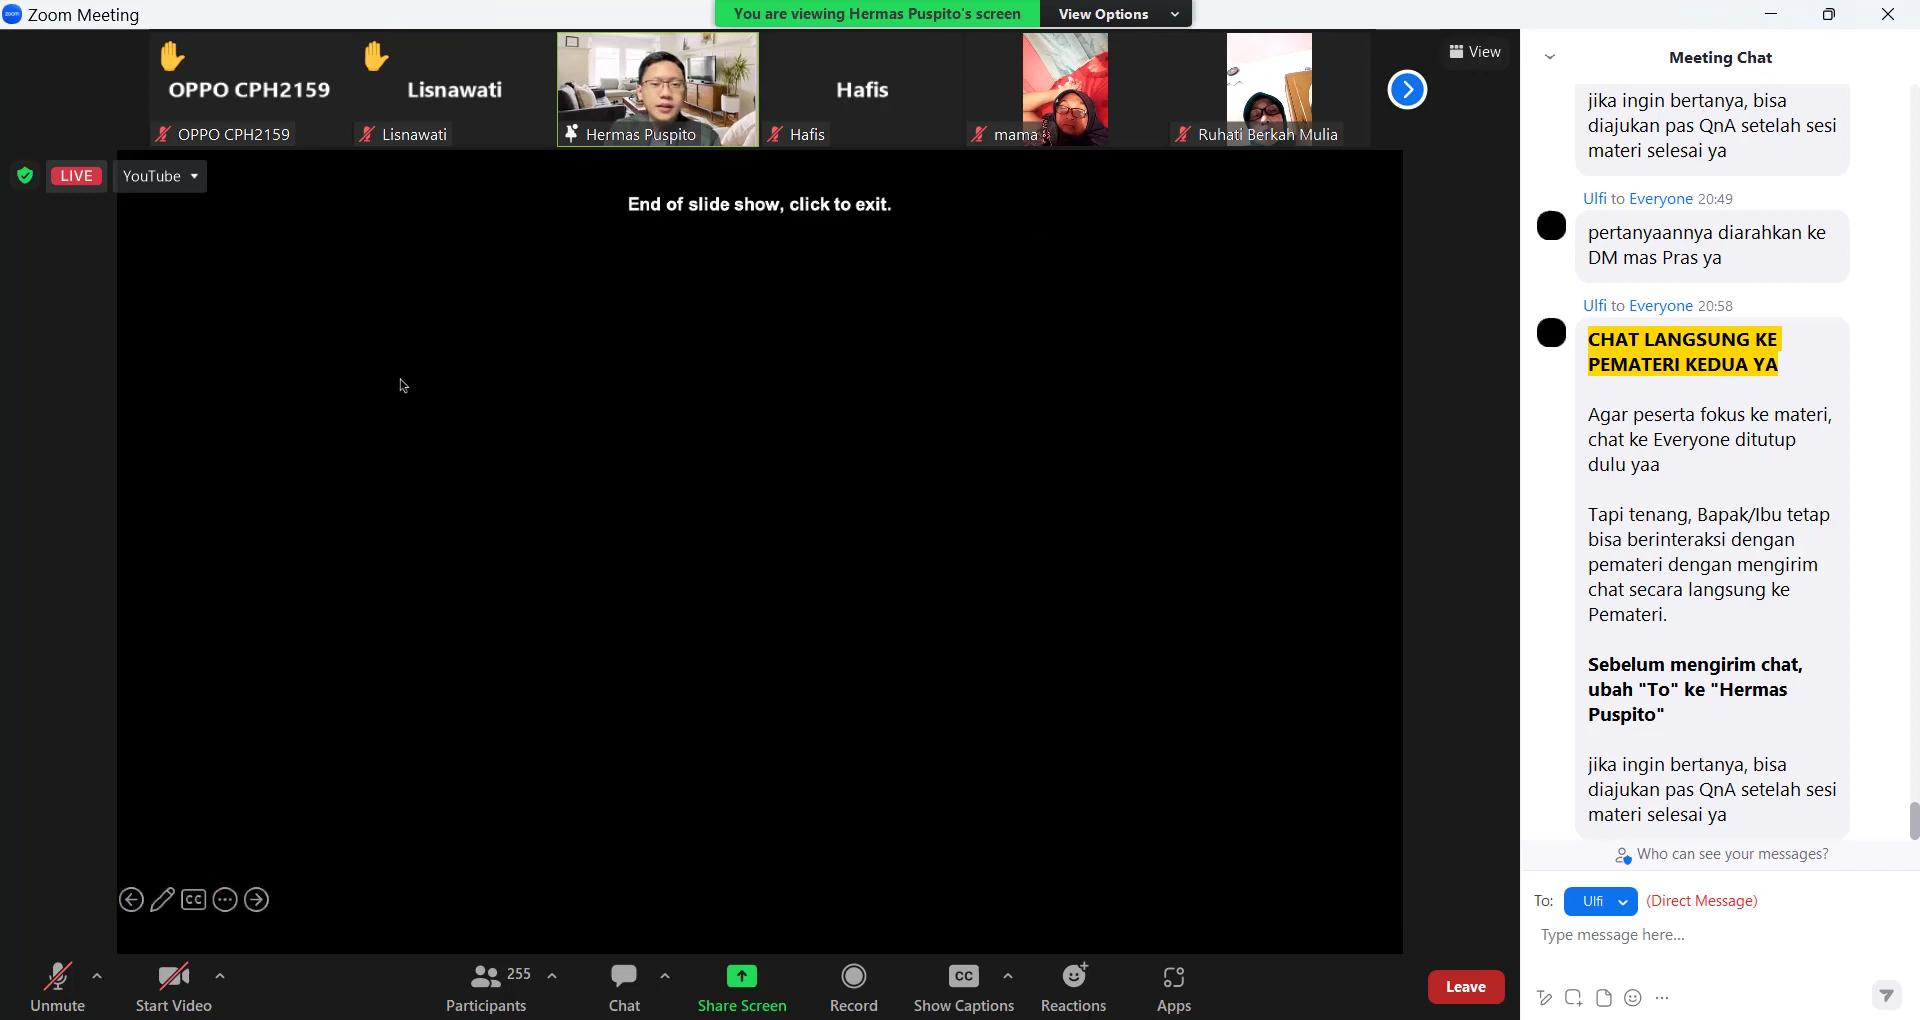 zoom
Zoom Meeting
You are viewing Hermas Puspito's screen
View Options
OPPO CPH2159
OPPO CPH2159
Lisnawati
Lisnawati
Hermas Puspito
Hafis
Hafis
mama
Ruhati Berkah Mulia
View
LIVE
YouTube
End of slide show, click to exit.
CC
Unmute
Start Video
255
Participants
Chat
Share Screen
Record
CC
Show Captions
Reactions
Apps
Leave
Meeting Chat
jika ingin bertanya, bisa
diajukan pas QnA setelah sesi
materi selesai ya
Ulfi to Everyone 20:49
pertanyaannya diarahkan ke
DM mas Pras ya
Ulfi to Everyone 20:58
CHAT LANGSUNG KE
PEMATERI KEDUA YA
Agar peserta fokus ke materi,
chat ke Everyone ditutup
dulu yaa
Tapi tenang, Bapak/Ibu tetap
bisa berinteraksi dengan
pemateri dengan mengirim
chat secara langsung ke
Pemateri.
Sebelum mengirim chat,
ubah "To" ke "Hermas
Puspito"
jika ingin bertanya, bisa
diajukan pas QnA setelah sesi
materi selesai ya
Who can see your messages?
To: Ulfi (Direct Message)
Type message here...